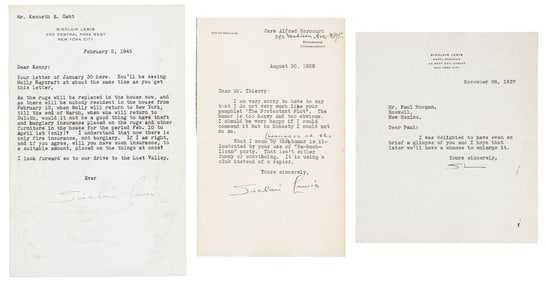 Mr. Kenneth B. Cant
SINCLAIR LEWIS
300 CENTRAL PARK WEST
NEW YORK CITY
February 2, 1945
Dear Kenny:
Your letter of January 30 here. You'll be seeing
Molly Haycraft at about the same time as you get
this letter.
As the rugs will be replaced in the house now, and
as there will be nobody resident in the house from
February 10, when Molly will return to New York,
till the end of March, when she will return to
Duluth, would it not be a good thing to have theft
and burglary insurance placed on the rugs and other
furniture in the house for the period Feb. 10 to
April 1st (only)? I understand that now there is
only fire insurance, not burglary. If I am right
and if you agree, will you have such insurance, to
a suitable amount, placed on the things at once?
I look forward so to our drive to the Lost Valley.
Ever
Sinclair Lewis
Care Alfred Harcourt
383 Madison Ave NYC.
August 20, 1928
Dear Mr. Thierry:
I am very sorry to have to say
that I do not very much like your
pamphlet "The Protestant Plot". The
humor is too heavy and too obvious.
I should be very happy if I could
commend it but in honesty I could not
do so.
heaviness of the
What I mean by the humor is il-
lustrated by your use of
party. That isn't either
funny or convincing. It is using a
club instead of a rapier.
Yours sincerely,
Sinclair Lewis
SINCLAIR LEWIS
NEW YORK CITY
November 26, 1937
Mr. Paul Horgan,
Roswell,
New Mexico.
Dear Paul:
I was delighted to have even so
brief a glimpse of you and I hope that
later we'll have a chance to enlarge it.
Yours sincerely,
SL